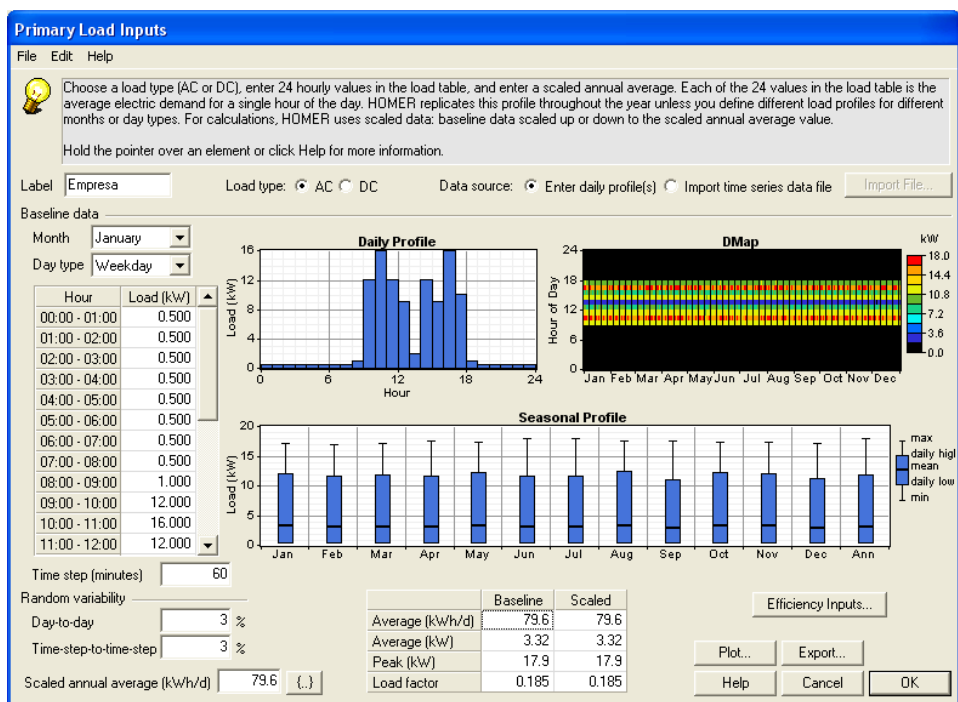 Primary Load Inputs
File Edit Help
Choose a load type (AC or DC), enter 24 hourly values in the load table, and enter a scaled annual average. Each of the 24 values in the load table is the
average electric demand for a single hour of the day. HOMER replicates this profile throughout the year unless you define different load profiles for different
months or day types. For calculations, HOMER uses scaled data: baseline data scaled up or down to the scaled annual average value.
Hold the pointer over an element or click Help for more information.
Label Empresa Load type: AC DC Data source: Enter daily profile(s) Import time series data file Import File...
Baseline data
Month January
Day type Weekday
Hour Load (kW)
00:00 - 01:00 0.500
01:00 - 02:00 0.500
02:00 - 03:00 0.500
03:00 - 04:00 0.500
04:00 - 05:00 0.500
05:00 - 06:00 0.500
06:00 - 07:00 0.500
07:00 - 08:00 0.500
08:00 - 09:00 1.000
09:00 - 10:00 12.000
10:00 - 11:00 16.000
11:00 - 12:00 12.000
Time step (minutes) 60
Random variability
Day-to-day 3 %
Time-step-to-time-step 3 %
Scaled annual average (kWh/d) 79.6 {..}
Daily Profile
Load (kW)
16
12
8
4
0
0 6 12 18 24
Hour
DMap
Hour of Day
24
18
12
6
0
Jan Feb Mar Apr May Jun Jul Aug Sep Oct Nov Dec
kW
18.0
14.4
10.8
7.2
3.6
0.0
Seasonal Profile
Load (kW)
20
15
10
5
0
Jan Feb Mar Apr May Jun Jul Aug Sep Oct Nov Dec Ann
max
daily high
mean
daily low
min
Baseline Scaled
Average (kWh/d) 79.6 79.6
Average (kW) 3.32 3.32
Peak (kW) 17.9 17.9
Load factor 0.185 0.185
Efficiency Inputs...
Plot... Export...
Help Cancel OK